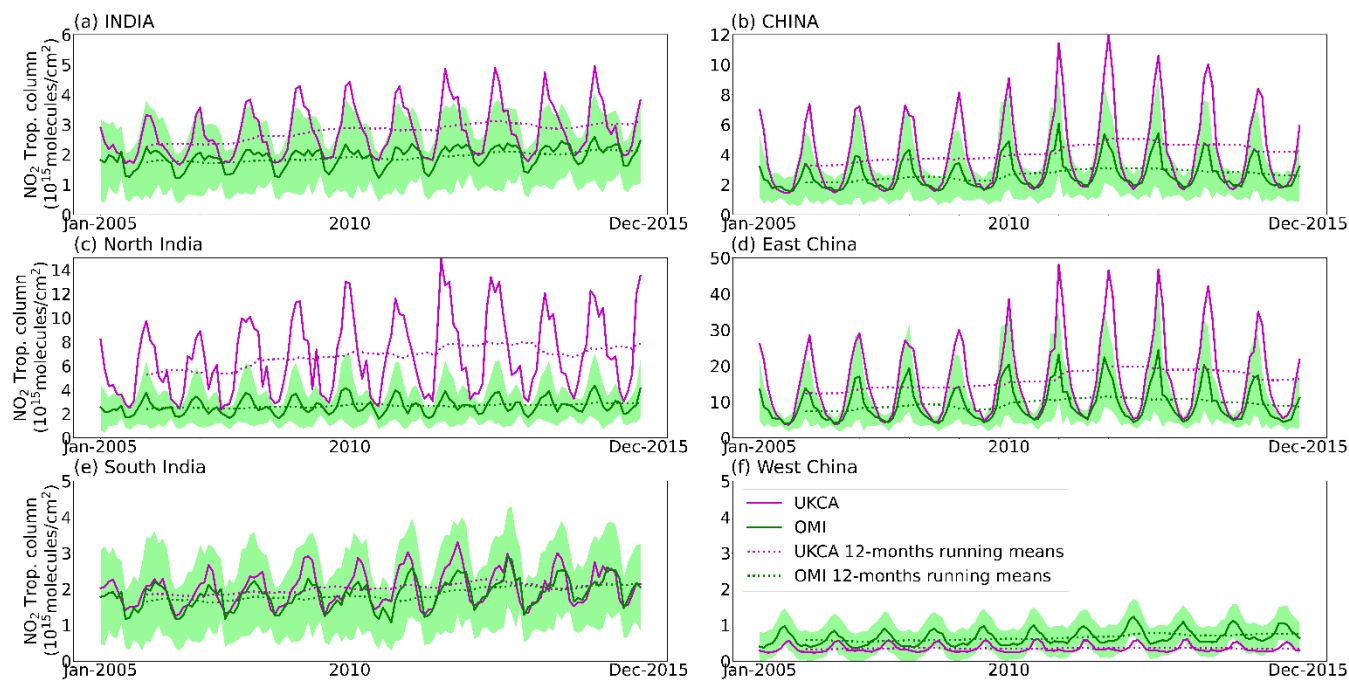 (a) INDIA
NO2 Trop. column
(10^15 molecules/cm^2)
6
5
4
3
2
1
0
Jan-2005 2010 Dec-2015
(b) CHINA
12
10
8
6
4
2
0
Jan-2005 2010 Dec-2015
(c) North India
NO2 Trop. column
(10^15 molecules/cm^2)
14
12
10
8
6
4
2
0
Jan-2005 2010 Dec-2015
(d) East China
50
40
30
20
10
0
Jan-2005 2010 Dec-2015
(e) South India
NO2 Trop. column
(10^15 molecules/cm^2)
5
4
3
2
1
0
Jan-2005 2010 Dec-2015
(f) West China
5
4
3
2
1
0
UKCA
OMI
UKCA 12-months running means
OMI 12-months running means
Jan-2005 2010 Dec-2015